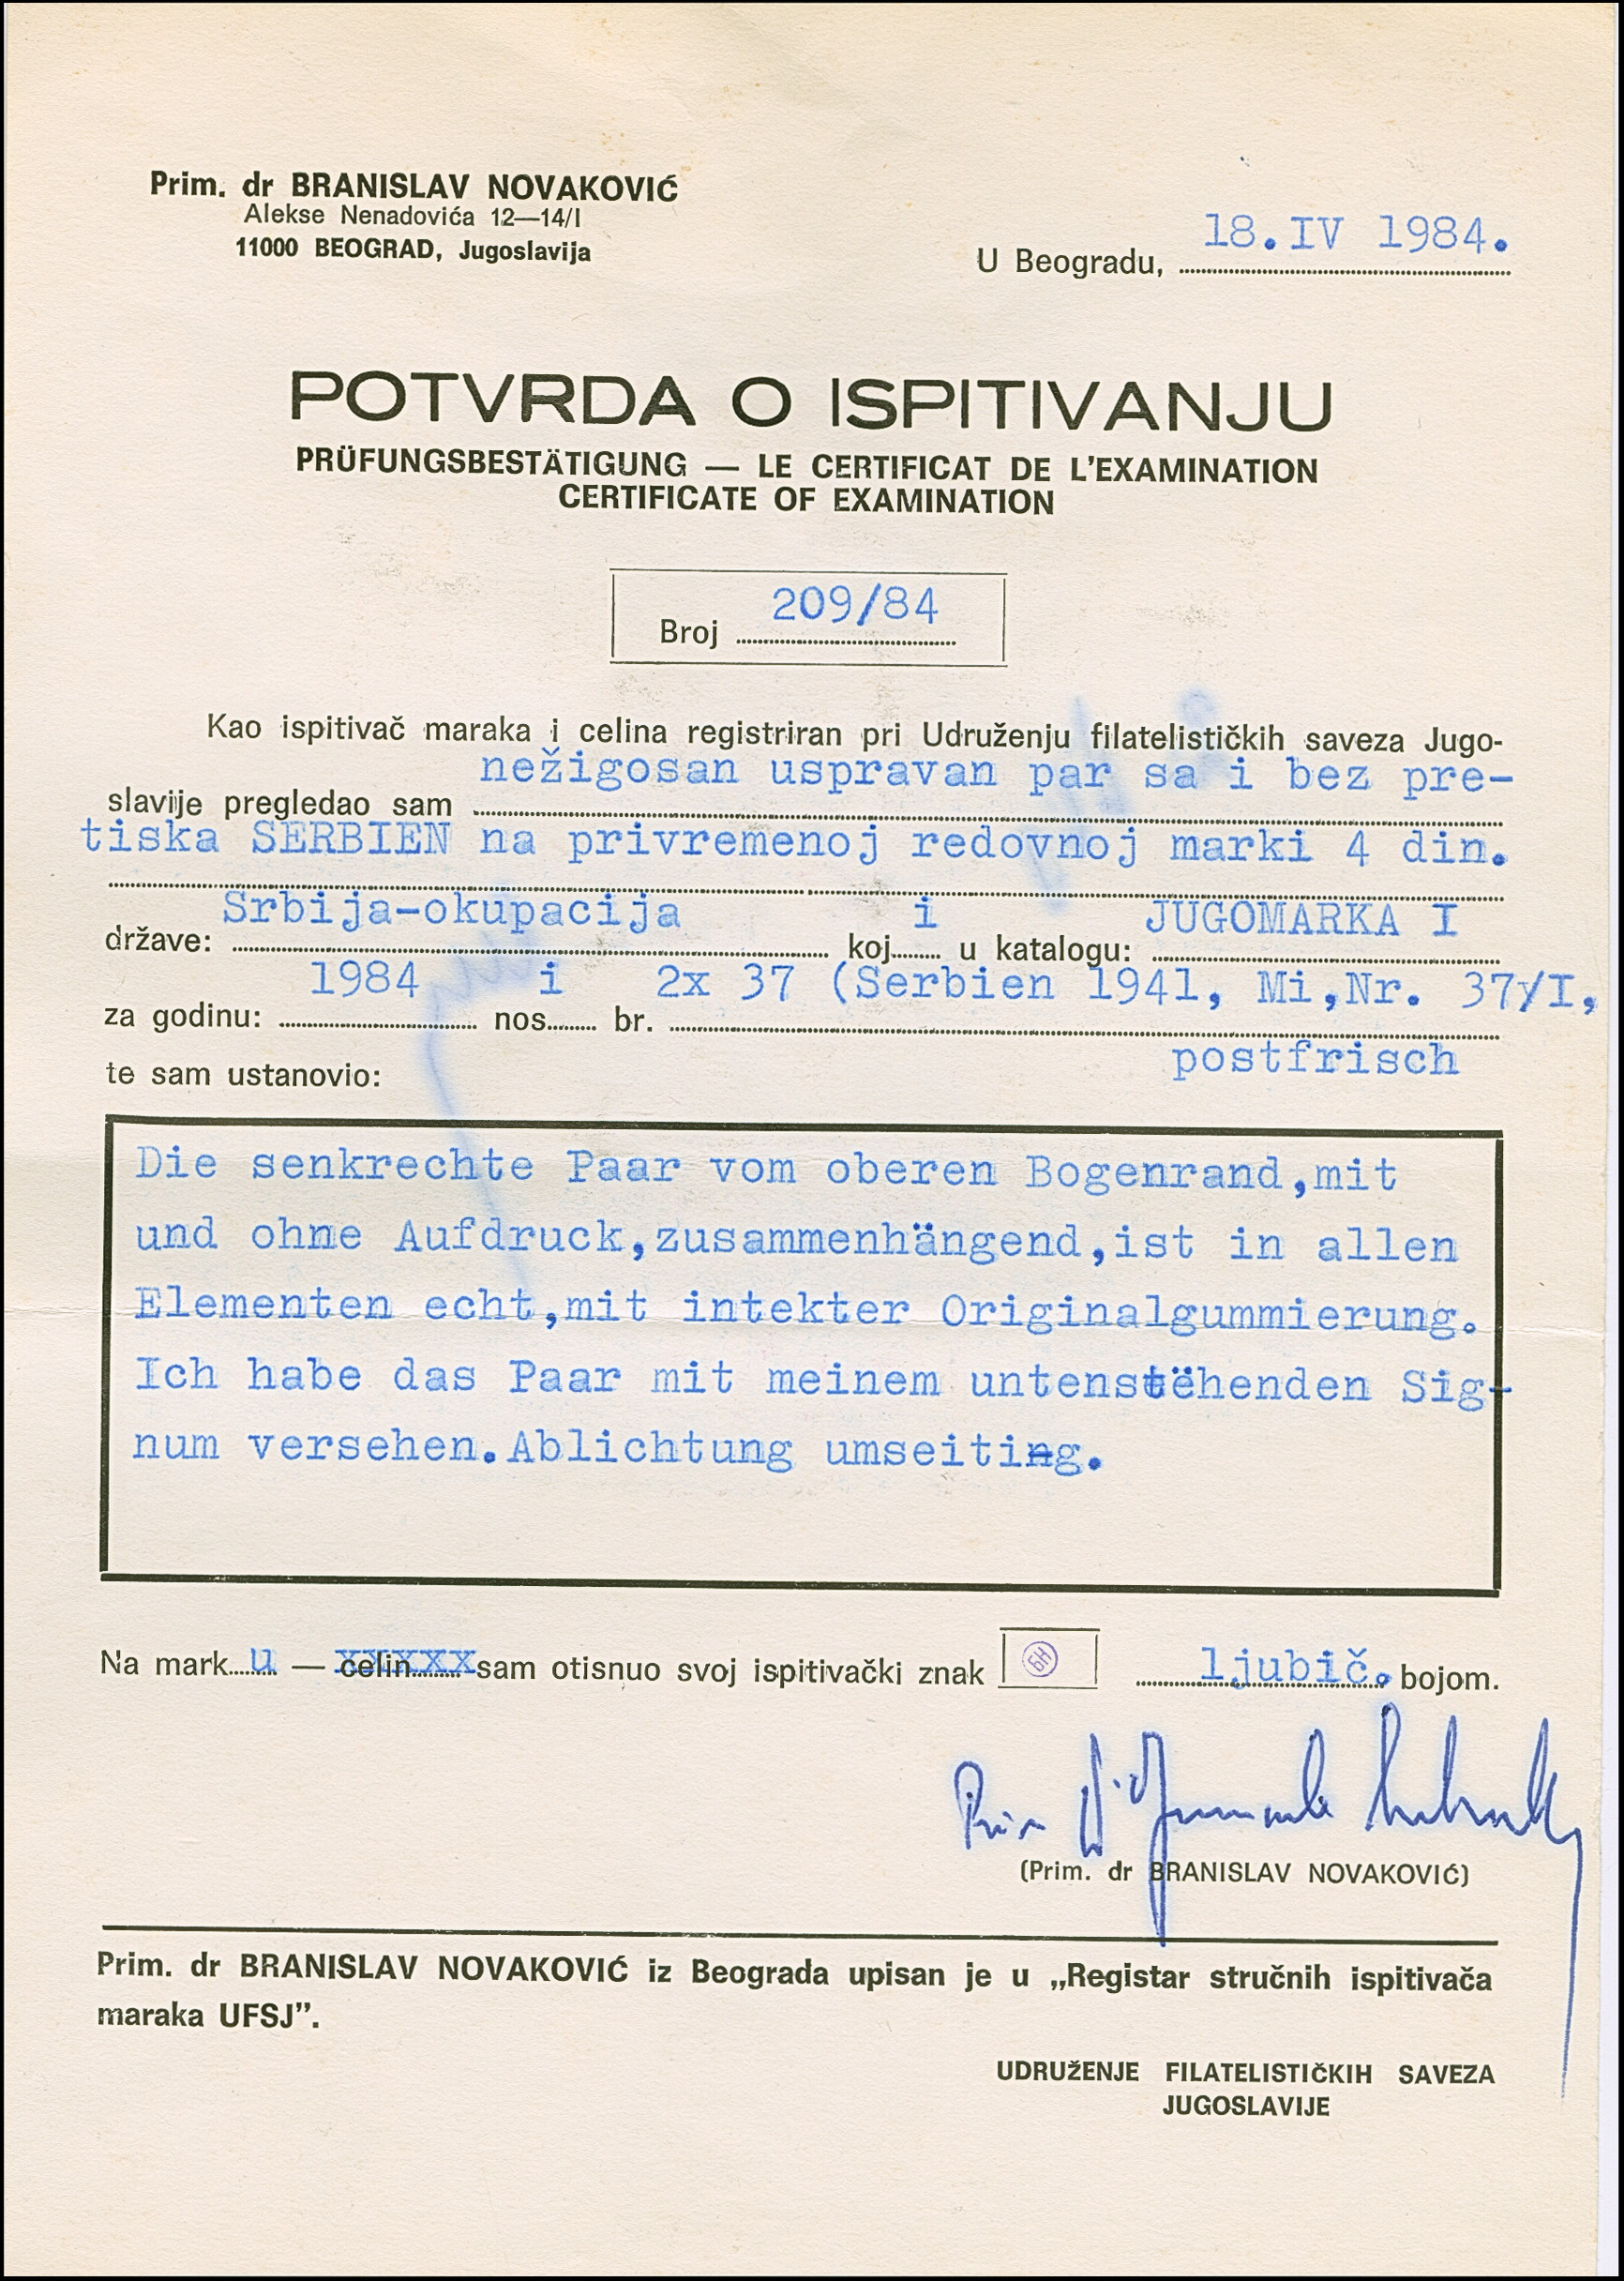 Prim. dr BRANISLAV NOVAKOVIĆ
Alekse Nenadovića 12—14/I
11000 BEOGRAD, Jugoslavija
U Beogradu, 18.IV 1984.
POTVRDA O ISPITIVANJU
PRÜFUNGSBESTÄTIGUNG — LE CERTIFICAT DE L'EXAMINATION
CERTIFICATE OF EXAMINATION
Broj 209/84
Kao ispitivač maraka i celina registriran pri Udruženju filatelističkih saveza Jugo-
slavije pregledao sam nežigosan uspravan par sa i bez pre-
tiska SERBIEN na privremenoj redovnoj marki 4 din.
države: Srbija-okupacija koj i u katalogu: JUGOMARKA I
za godinu: 1984 nos i br. 2x 37 (Serbien 1941, Mi,Nr. 37y/I,
te sam ustanovio: postfrisch
Die senkrechte Paar vom oberen Bogenrand,mit
und ohne Aufdruck,zusammenhängend,ist in allen
Elementen echt,mit intekter Originalgummierung.
Ich habe das Paar mit meinem untenstëhenden Sig-
num versehen.Ablichtung umseiting.
Na mark u — celin xxxxx sam otisnuo svoj ispitivački znak БН ljubič. bojom.
(Prim. dr BRANISLAV NOVAKOVIĆ)
Prim. dr BRANISLAV NOVAKOVIĆ iz Beograda upisan je u „Registar stručnih ispitivača
maraka UFSJ”.
UDRUŽENJE FILATELISTIČKIH SAVEZA
JUGOSLAVIJE